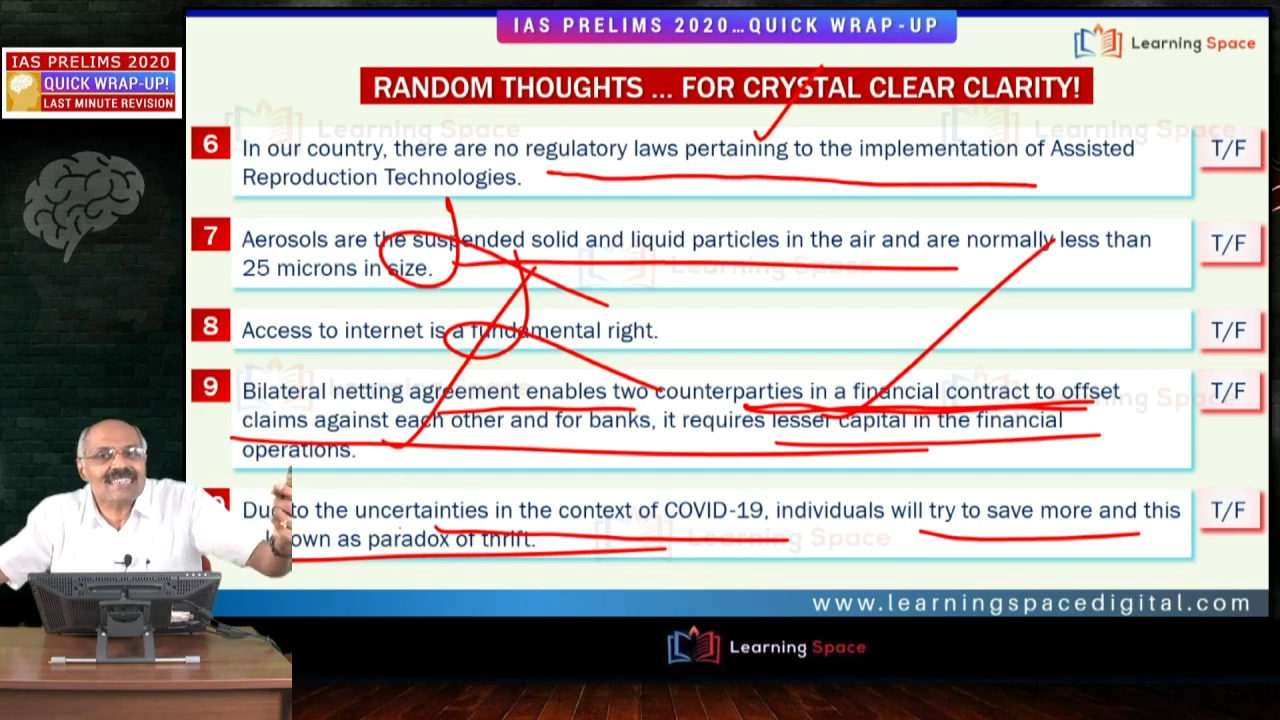 IAS PRELIMS 2020...QUICK WRAP-UP
Learning Space
IAS PRELIMS 2020
QUICK WRAP-UP!
LAST MINUTE REVISION
RANDOM THOUGHTS ... FOR CRYSTAL CLEAR CLARITY!
6 In our country, there are no regulatory laws pertaining to the implementation of Assisted T/F
Reproduction Technologies.
7 Aerosols are the suspended solid and liquid particles in the air and are normally less than T/F
25 microns in size.
8 Access to internet is a fundamental right. T/F
9 Bilateral netting agreement enables two counterparties in a financial contract to offset T/F
claims against each other and for banks, it requires lesser capital in the financial
operations.
Due to the uncertainties in the context of COVID-19, individuals will try to save more and this T/F
as paradox of thrift.
www.learningspacedigital.com
Learning Space